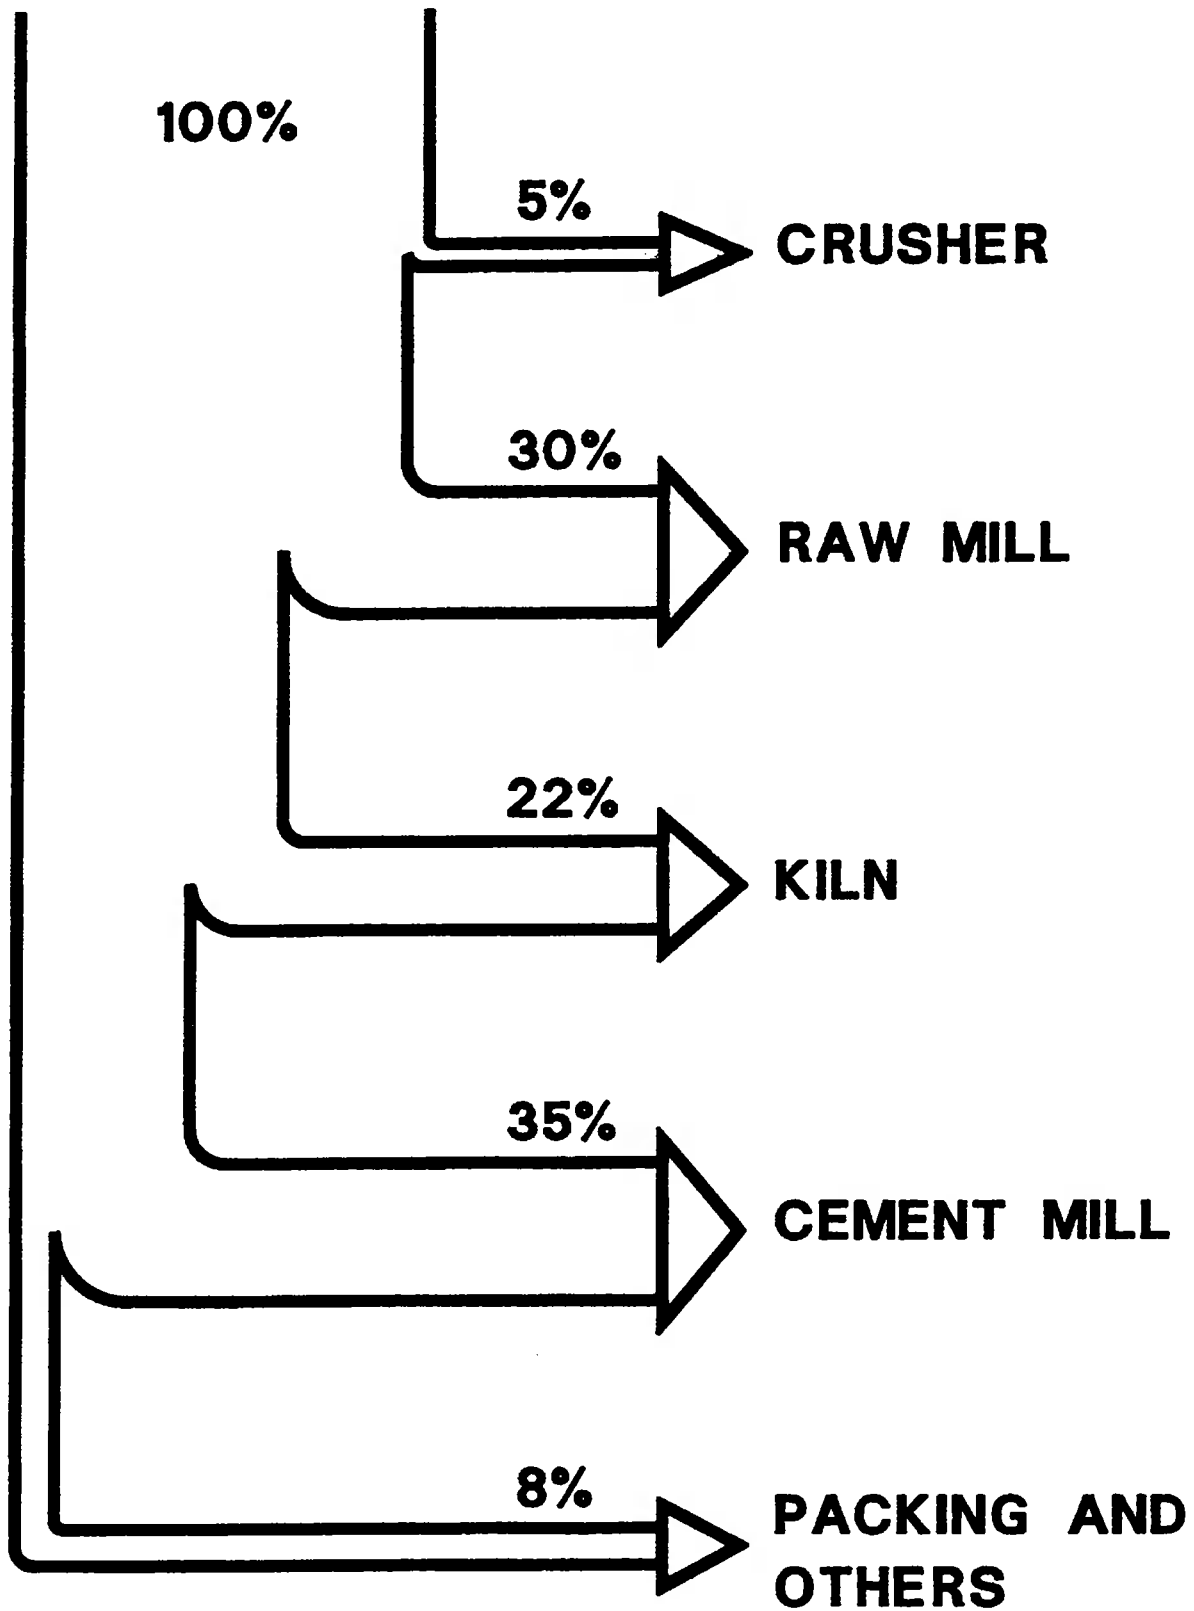 100%
5%
CRUSHER
30%
RAW MILL
22%
KILN
35%
CEMENT MILL
8%
PACKING AND
OTHERS